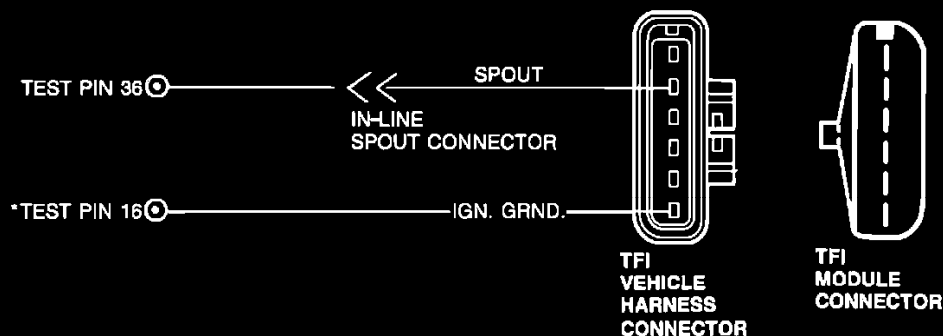 TEST PIN 36
SPOUT
IN-LINE
SPOUT CONNECTOR
*TEST PIN 16
IGN. GRND.
TFI
VEHICLE
HARNESS
CONNECTOR
TFI
MODULE
CONNECTOR